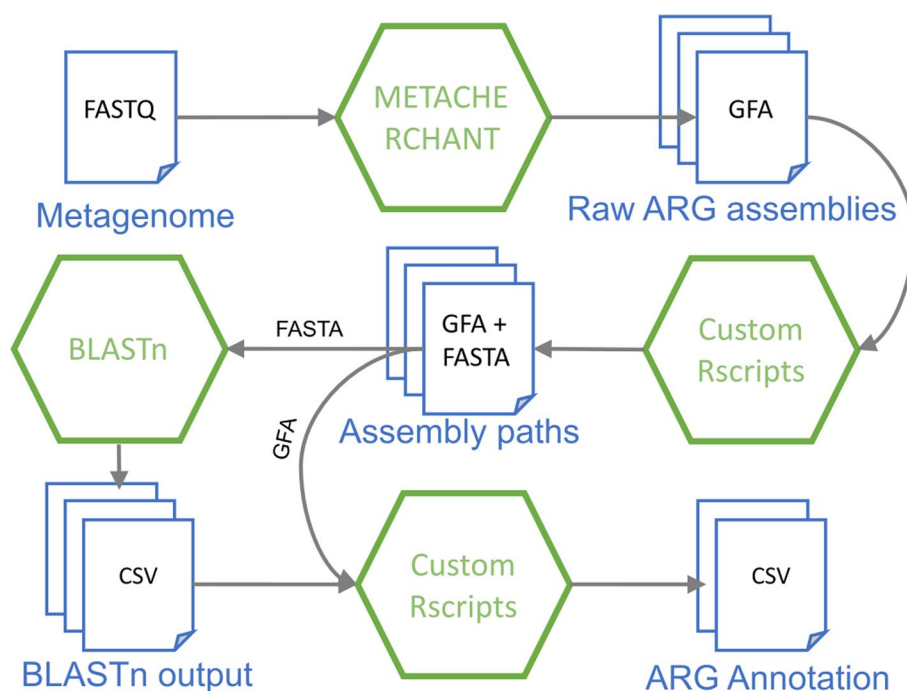 FASTQ
Metagenome
METACHE
RCHANT
GFA
Raw ARG assemblies
BLASTn
FASTA
GFA +
FASTA
Assembly paths
GFA
Custom
Rscripts
CSV
BLASTn output
Custom
Rscripts
CSV
ARG Annotation